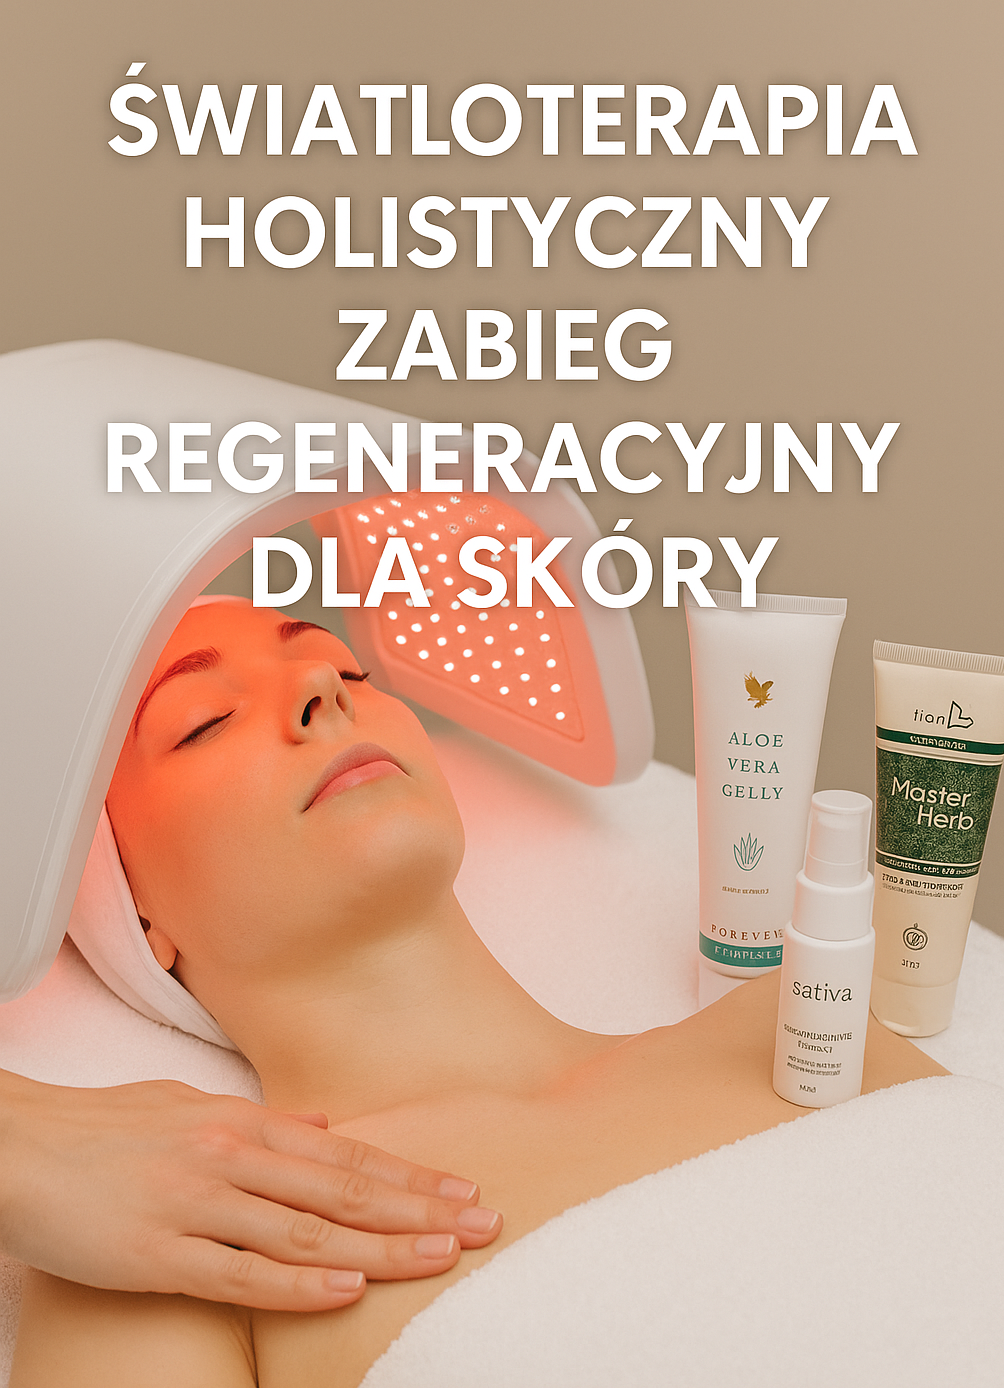 ŚWIATLOTERAPIA
HOLISTYCZNY
ZABIEG
REGENERACYJNY
DLA SKÓRY
ALOE
VERA
GELLY
tian
Master
Herb
sativa